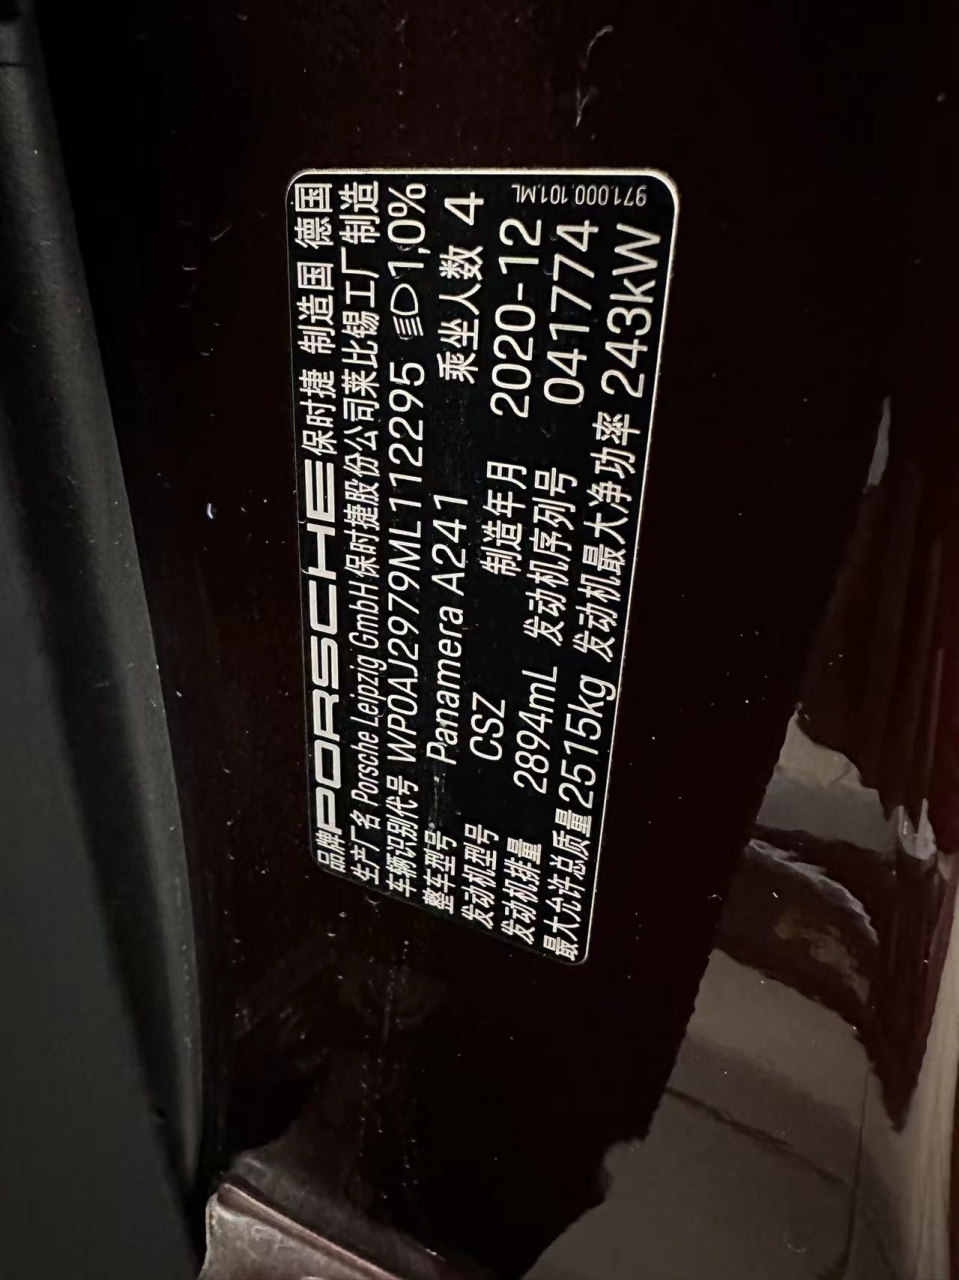 品牌 PORSCHE 保时捷 制造国 德国
生产厂名 Porsche Leipzig GmbH 保时捷股份公司莱比锡工厂制造
车辆识别代号 WP0AJ2979ML112295 1,0%
整车型号 Panamera A241 乘坐人数 4
发动机型号 CSZ 制造年月 2020-12
发动机排量 2894mL 发动机序列号 041774
最大允许总质量 2515kg 发动机最大净功率 243kW
971.000.101.ML